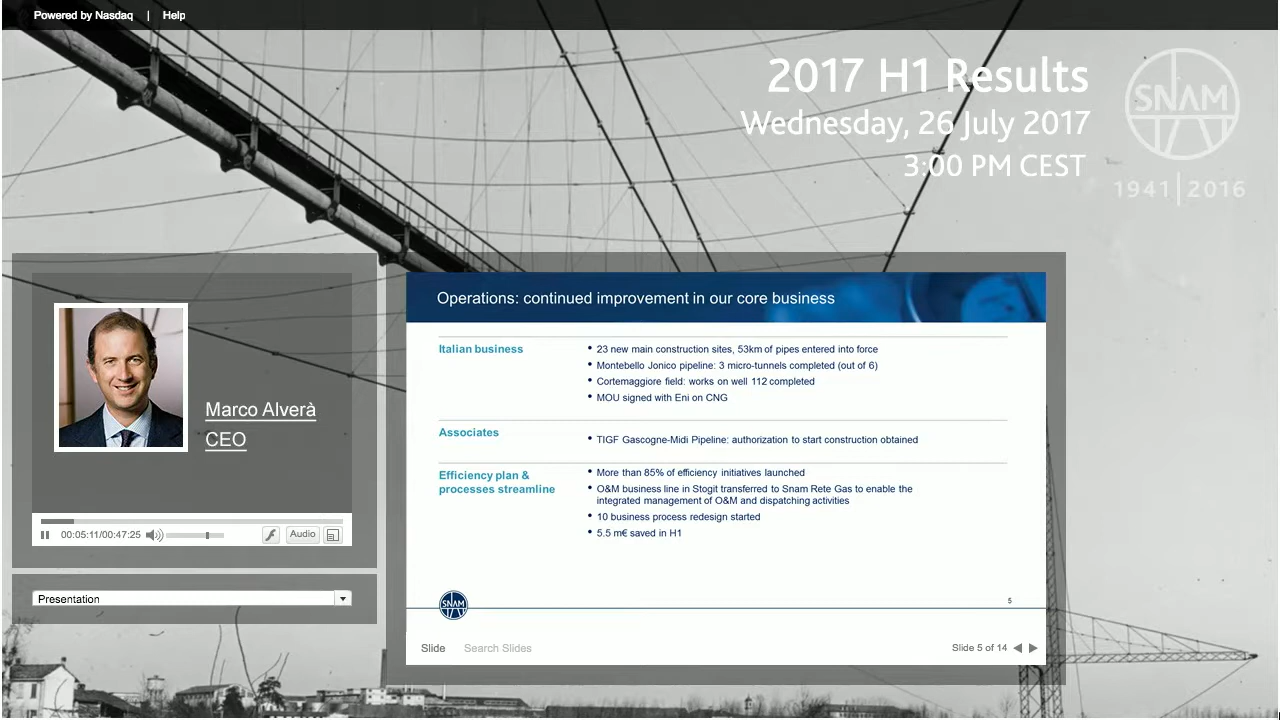 Powered by Nasdaq | Help
2017 H1 Results
Wednesday, 26 July 2017
3:00 PM CEST
SNAM
1941 | 2016
Marco Alverà
CEO
00:05:11/00:47:25
Audio
Presentation
Operations: continued improvement in our core business
Italian business
• 23 new main construction sites, 53km of pipes entered into force
• Montebello Jonico pipeline: 3 micro-tunnels completed (out of 6)
• Cortemaggiore field: works on well 112 completed
• MOU signed with Eni on CNG
Associates
• TIGF Gascogne-Midi Pipeline: authorization to start construction obtained
Efficiency plan &
processes streamline
• More than 85% of efficiency initiatives launched
• O&M business line in Stogit transferred to Snam Rete Gas to enable the
integrated management of O&M and dispatching activities
• 10 business process redesign started
• 5.5 m€ saved in H1
SNAM
5
Slide Search Slides
Slide 5 of 14